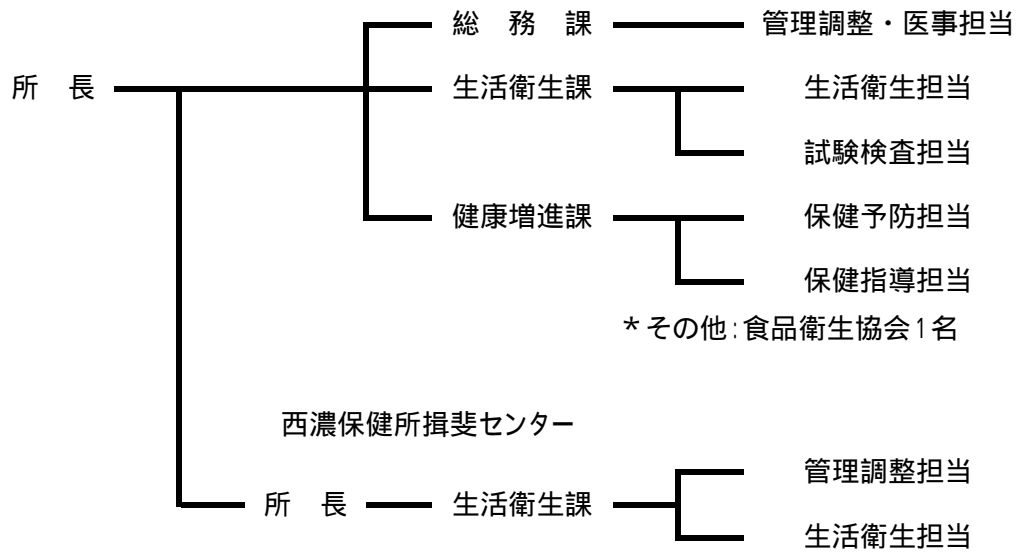 総　務　課　管理調整・医事担当
所　長　生活衛生課　生活衛生担当
試験検査担当
健康増進課　保健予防担当
保健指導担当
*その他:食品衛生協会1名
西濃保健所揖斐センター
管理調整担当
所　長　生活衛生課
生活衛生担当